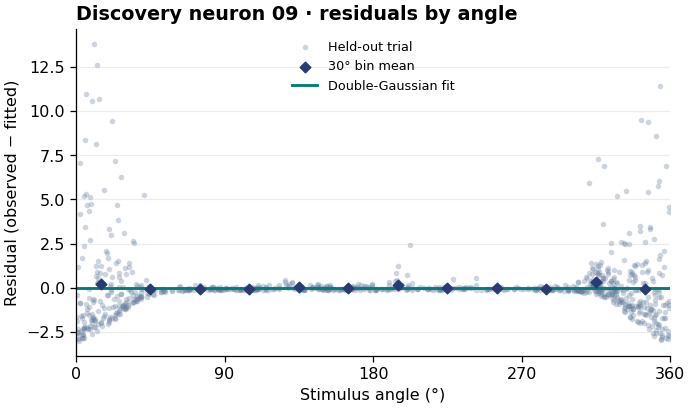 Discovery neuron 09 · residuals by angle
Held-out trial
30° bin mean
Double-Gaussian fit
Residual (observed − fitted)
12.5
10.0
7.5
5.0
2.5
0.0
−2.5
0 90 180 270 360
Stimulus angle (°)